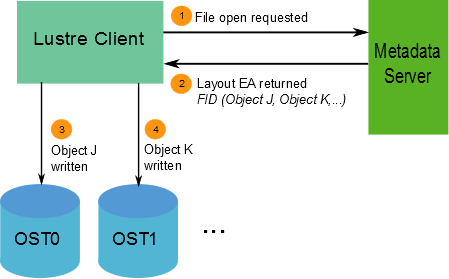 Lustre Client
1 File open requested
Metadata
Server
2 Layout EA returned
FID (Object J, Object K,...)
3
Object J
written
4
Object K
written
OST0
OST1
...